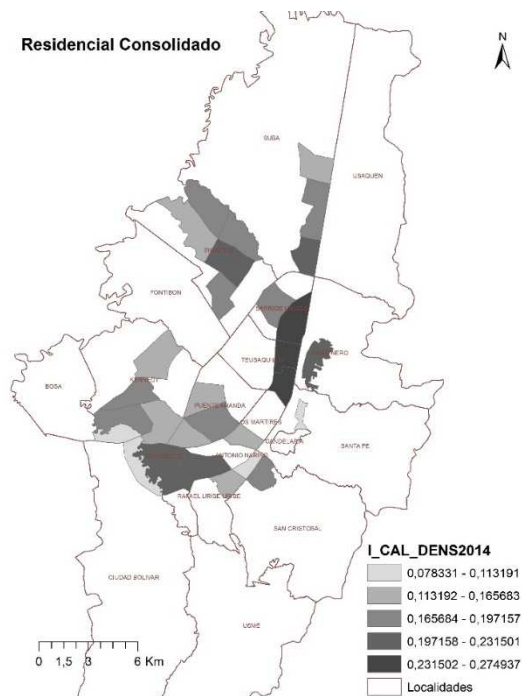 Residencial Consolidado
N
SUBA
USAQUEN
FONTIBON
TEUSAQUILLO
BOSA
KENNEDY
PUENTE ARANDA
LOS MARTIRES
CANDELARIA
SANTA FE
ANTONIO NARIÑO
RAFAEL URIBE URIBE
SAN CRISTOBAL
CIUDAD BOLIVAR
USME
I_CAL_DENS2014
0,078331 - 0,113191
0,113192 - 0,165683
0,165684 - 0,197157
0,197158 - 0,231501
0,231502 - 0,274937
Localidades
0 1,5 3 6 Km